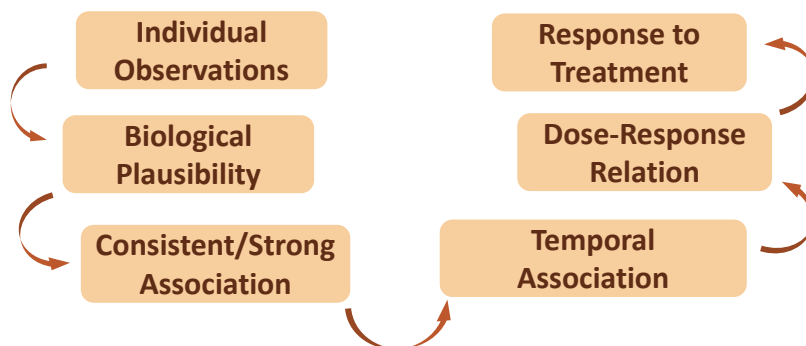 Individual
Observations
Biological
Plausibility
Consistent/Strong
Association
Temporal
Association
Dose-Response
Relation
Response to
Treatment